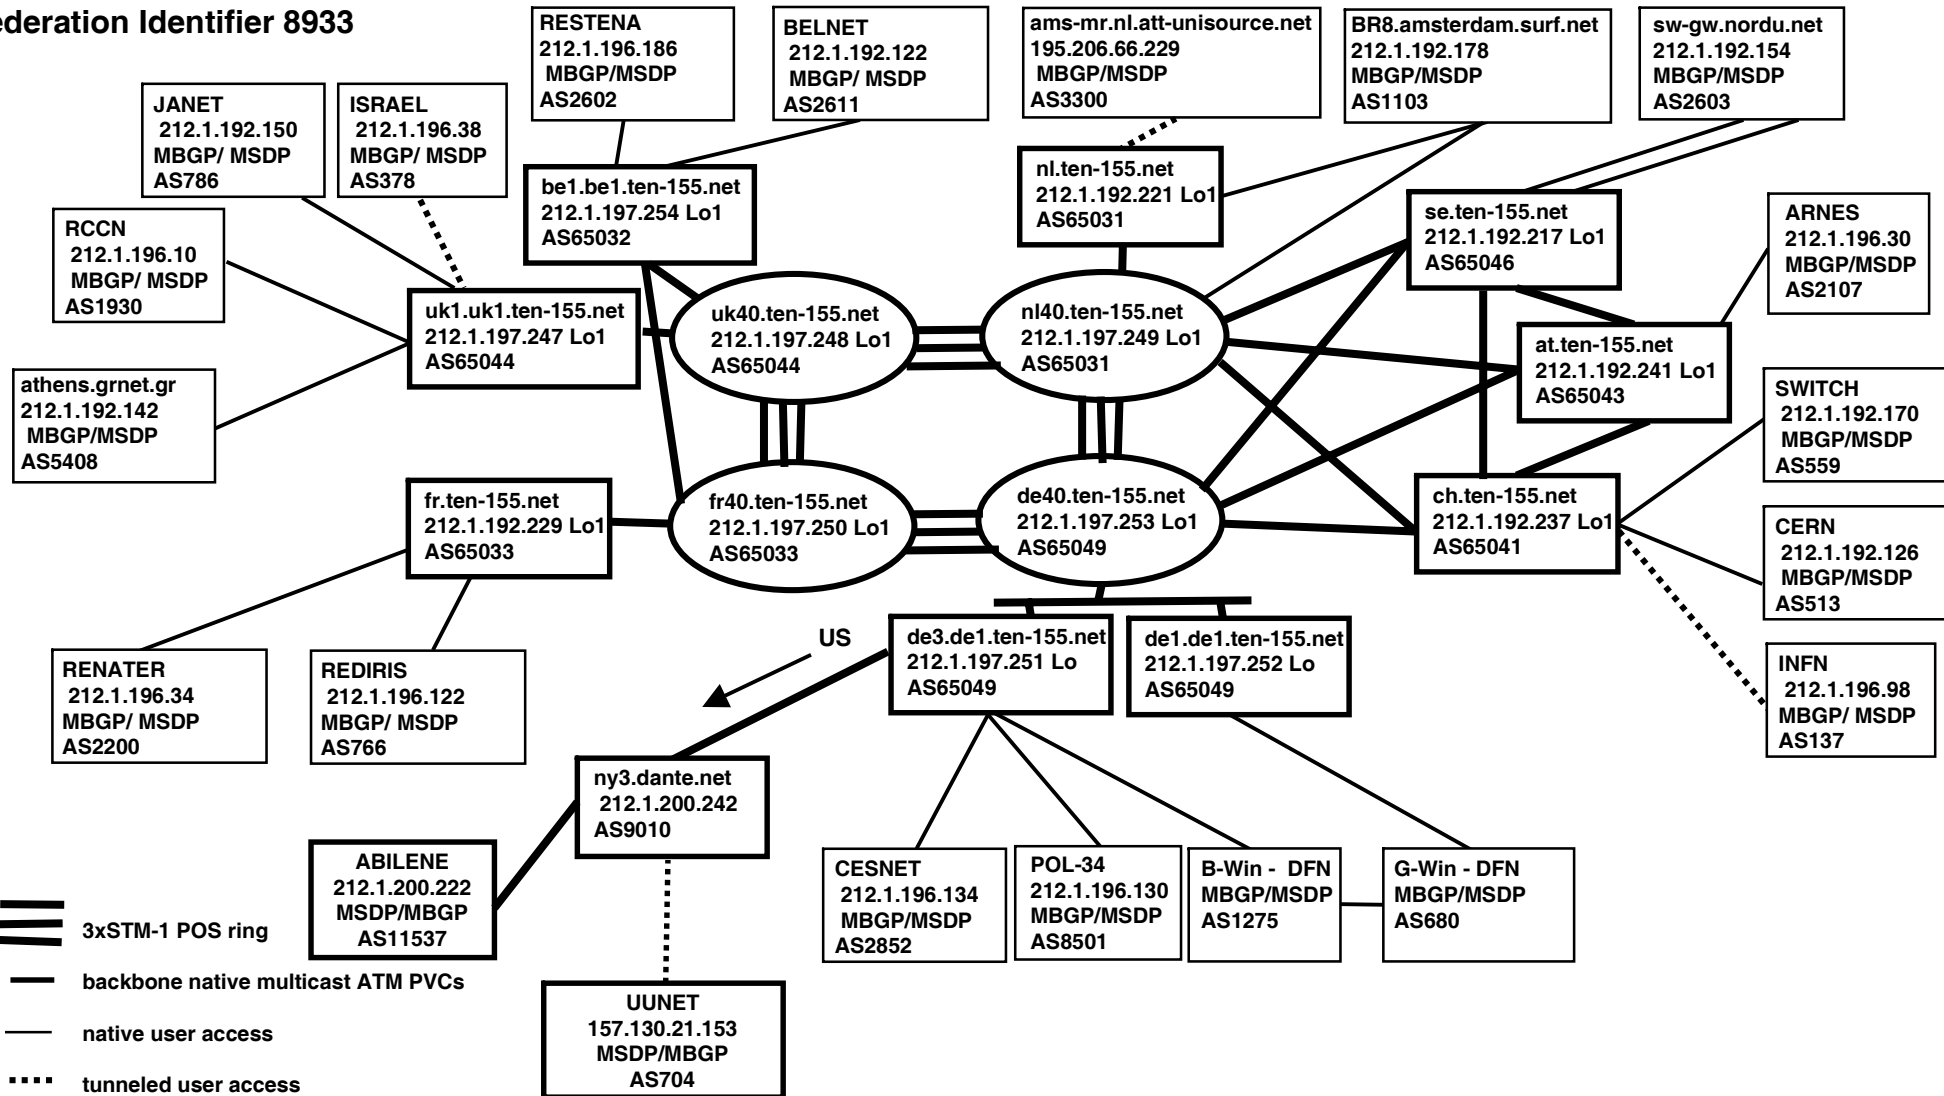 ederation Identifier 8933
RESTENA
212.1.196.186
MBGP/MSDP
AS2602
BELNET
212.1.192.122
MBGP/ MSDP
AS2611
ams-mr.nl.att-unisource.net
195.206.66.229
MBGP/MSDP
AS3300
BR8.amsterdam.surf.net
212.1.192.178
MBGP/MSDP
AS1103
sw-gw.nordu.net
212.1.192.154
MBGP/MSDP
AS2603
JANET
212.1.192.150
MBGP/ MSDP
AS786
ISRAEL
212.1.196.38
MBGP/ MSDP
AS378
be1.be1.ten-155.net
212.1.197.254 Lo1
AS65032
nl.ten-155.net
212.1.192.221 Lo1
AS65031
se.ten-155.net
212.1.192.217 Lo1
AS65046
ARNES
212.1.196.30
MBGP/MSDP
AS2107
RCCN
212.1.196.10
MBGP/ MSDP
AS1930
uk1.uk1.ten-155.net
212.1.197.247 Lo1
AS65044
uk40.ten-155.net
212.1.197.248 Lo1
AS65044
nl40.ten-155.net
212.1.197.249 Lo1
AS65031
at.ten-155.net
212.1.192.241 Lo1
AS65043
athens.grnet.gr
212.1.192.142
MBGP/MSDP
AS5408
SWITCH
212.1.192.170
MBGP/MSDP
AS559
fr.ten-155.net
212.1.192.229 Lo1
AS65033
fr40.ten-155.net
212.1.197.250 Lo1
AS65033
de40.ten-155.net
212.1.197.253 Lo1
AS65049
ch.ten-155.net
212.1.192.237 Lo1
AS65041
CERN
212.1.192.126
MBGP/MSDP
AS513
US
de3.de1.ten-155.net
212.1.197.251 Lo
AS65049
de1.de1.ten-155.net
212.1.197.252 Lo
AS65049
INFN
212.1.196.98
MBGP/ MSDP
AS137
RENATER
212.1.196.34
MBGP/ MSDP
AS2200
REDIRIS
212.1.196.122
MBGP/ MSDP
AS766
ny3.dante.net
212.1.200.242
AS9010
ABILENE
212.1.200.222
MSDP/MBGP
AS11537
CESNET
212.1.196.134
MBGP/MSDP
AS2852
POL-34
212.1.196.130
MBGP/MSDP
AS8501
B-Win - DFN
MBGP/MSDP
AS1275
G-Win - DFN
MBGP/MSDP
AS680
UUNET
157.130.21.153
MSDP/MBGP
AS704
3xSTM-1 POS ring
backbone native multicast ATM PVCs
native user access
tunneled user access